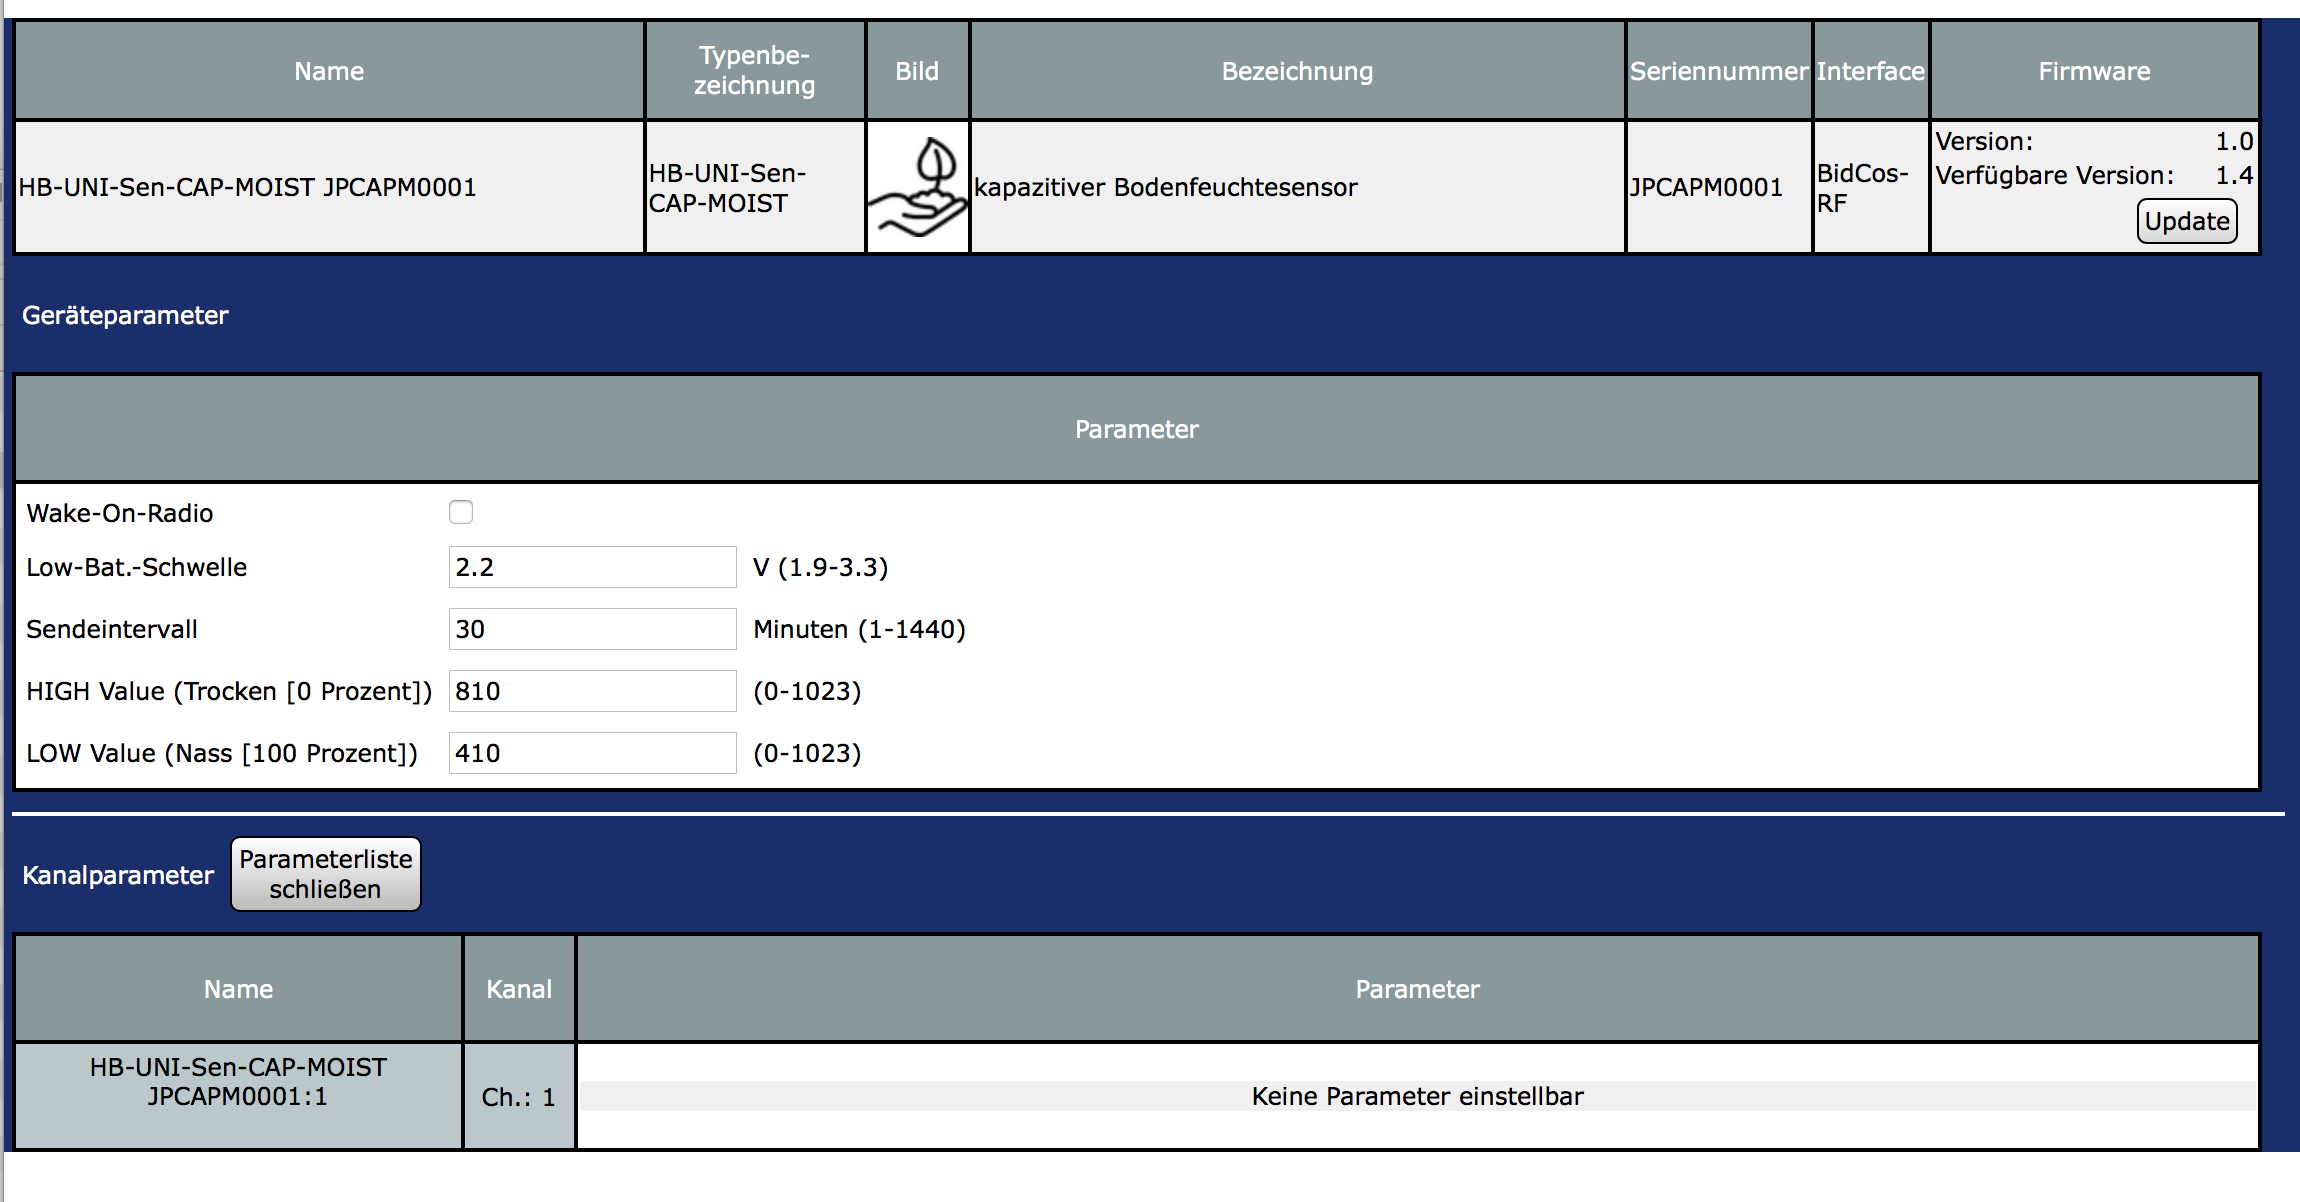 Name
Typenbe-
zeichnung
Bild
Bezeichnung
Seriennummer
Interface
Firmware
HB-UNI-Sen-CAP-MOIST JPCAPM0001
HB-UNI-Sen-
CAP-MOIST
kapazitiver Bodenfeuchtesensor
JPCAPM0001
BidCos-
RF
Version: 1.0
Verfügbare Version: 1.4
Update
Geräteparameter
Parameter
Wake-On-Radio
Low-Bat.-Schwelle 2.2 V (1.9-3.3)
Sendeintervall 30 Minuten (1-1440)
HIGH Value (Trocken [0 Prozent]) 810 (0-1023)
LOW Value (Nass [100 Prozent]) 410 (0-1023)
Kanalparameter
Parameterliste
schließen
Name
Kanal
Parameter
HB-UNI-Sen-CAP-MOIST
JPCAPM0001:1
Ch.: 1
Keine Parameter einstellbar